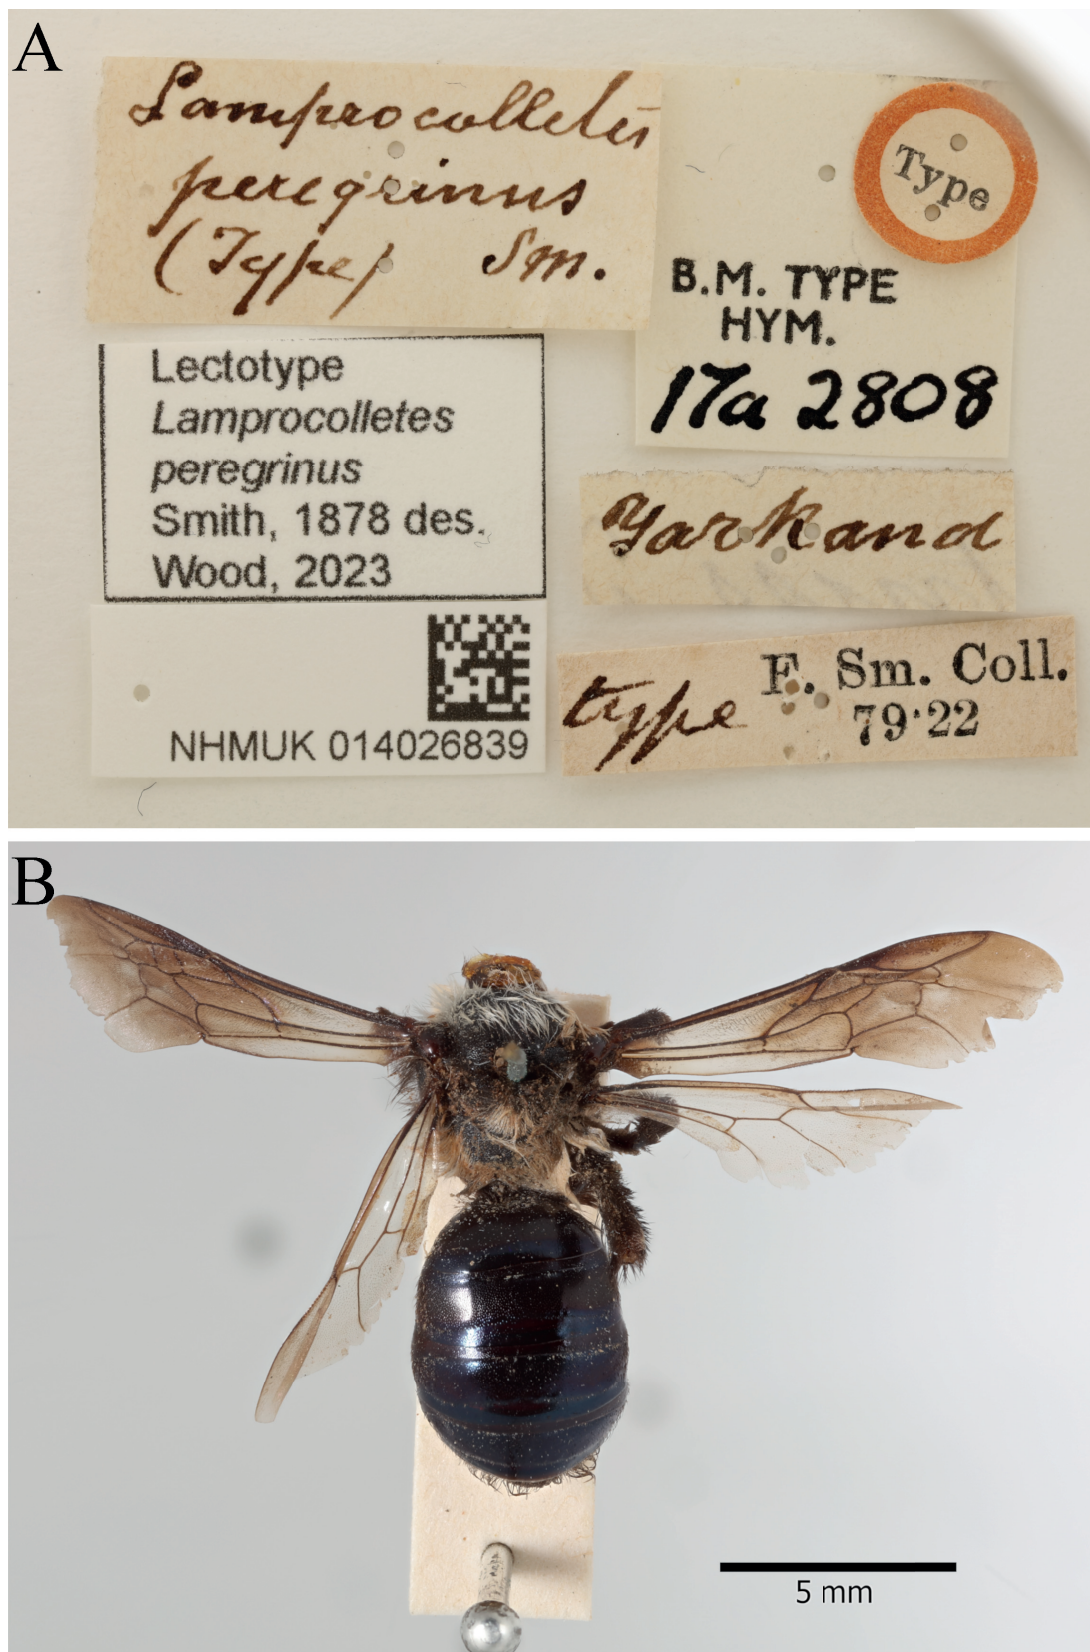 A
Lamprocolletes
peregrinus
(Type) Sm.
Type
B.M. TYPE
HYM.
17a 2808
Lectotype
Lamprocolletes
peregrinus
Smith, 1878 des.
Wood, 2023
Yarkand
NHMUK 014026839
type F. Sm. Coll.
79·22
B
5 mm